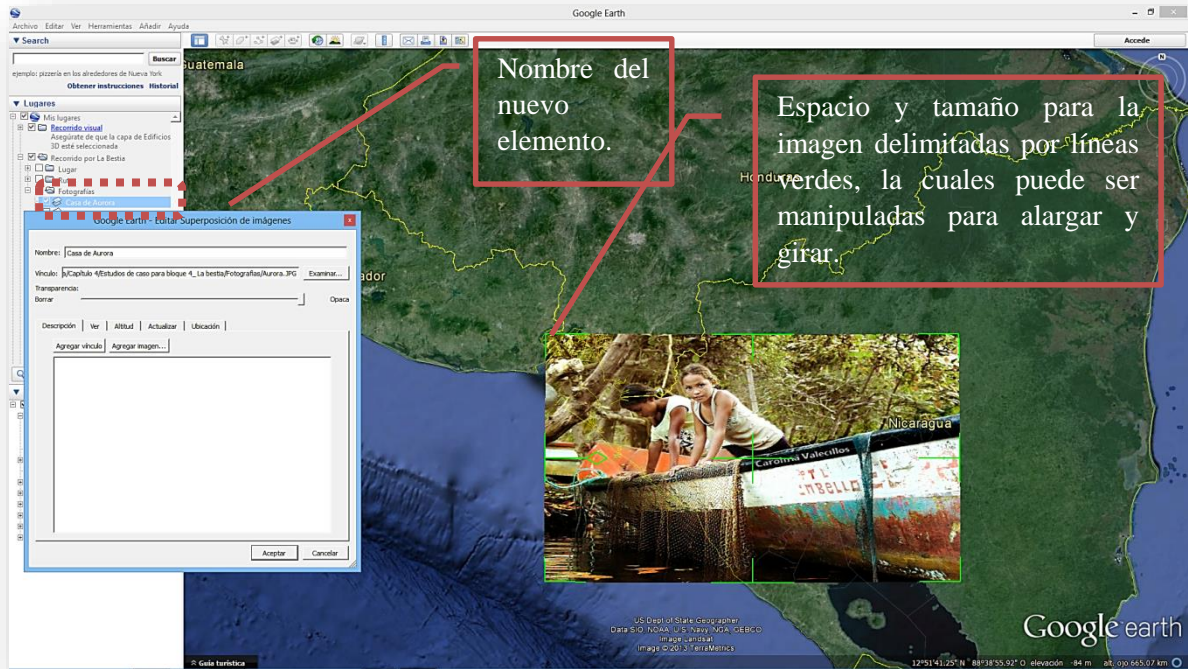 Google Earth
Archivo Editar Ver Herramientas Añadir Ayuda
Search
Buscar
ejemplo: pizzería en los alrededores de Nueva York
Obtener instrucciones Historial
Lugares
Mis lugares
Recorrido visual
Asegúrate de que la capa de Edificios
3D esté seleccionada
Recorrido por La Bestia
Lugar
Fotografías
Casa de Aurora
Accede
N
Guatemala
Honduras
Nicaragua
Nombre del
nuevo
elemento.
Espacio y tamaño para la
imagen delimitadas por líneas
verdes, la cuales puede ser
manipuladas para alargar y
girar.
Google Earth - Editar Superposición de imágenes
Nombre: Casa de Aurora
Vínculo: s/Capítulo 4/Estudios de caso para bloque 4_ La bestia/Fotografías/Aurora.JPG Examinar...
Transparencia:
Borrar Opaca
Descripción Ver Altitud Actualizar Ubicación
Agregar vínculo Agregar imagen...
Aceptar Cancelar
Carolina Valecillos
US Dept of State Geographer
Data SIO, NOAA, U.S. Navy, NGA, GEBCO
Image Landsat
Image © 2013 TerraMetrics
Google earth
Guía turística
12°51'41.25" N 88°38'55.92" O elevación -84 m alt. ojo 665.07 km